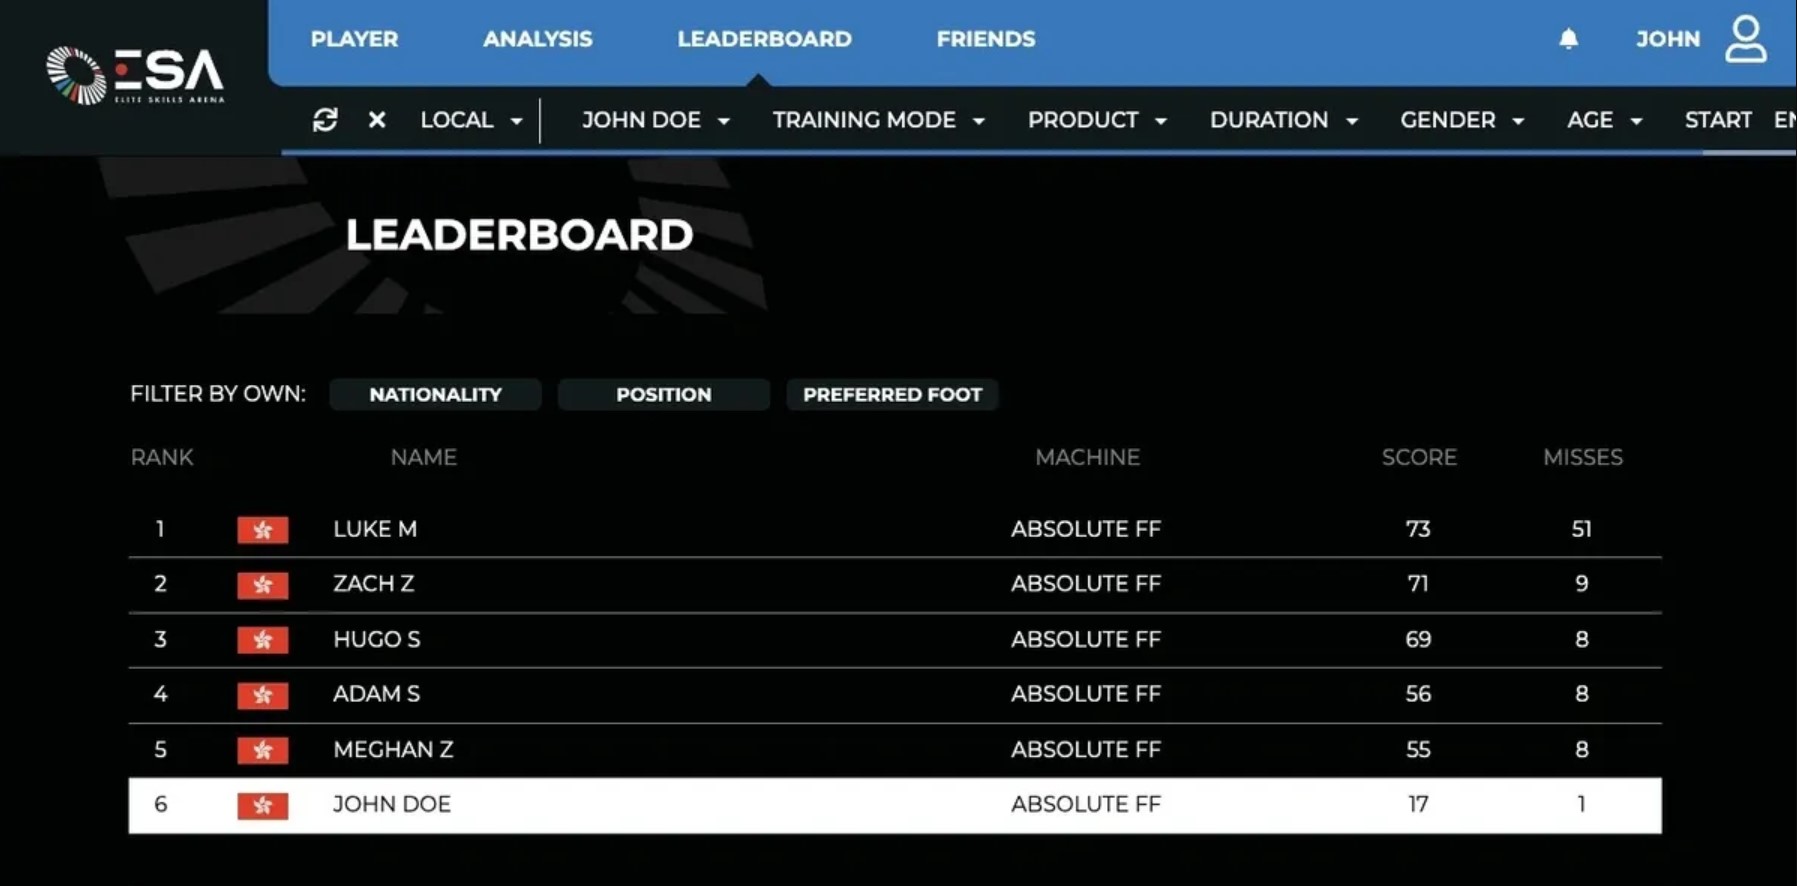 ESA
ELITE SKILLS ARENA
PLAYER ANALYSIS LEADERBOARD FRIENDS JOHN
LOCAL JOHN DOE TRAINING MODE PRODUCT DURATION GENDER AGE START EN
LEADERBOARD
FILTER BY OWN: NATIONALITY POSITION PREFERRED FOOT
RANK NAME MACHINE SCORE MISSES
1 LUKE M ABSOLUTE FF 73 51
2 ZACH Z ABSOLUTE FF 71 9
3 HUGO S ABSOLUTE FF 69 8
4 ADAM S ABSOLUTE FF 56 8
5 MEGHAN Z ABSOLUTE FF 55 8
6 JOHN DOE ABSOLUTE FF 17 1